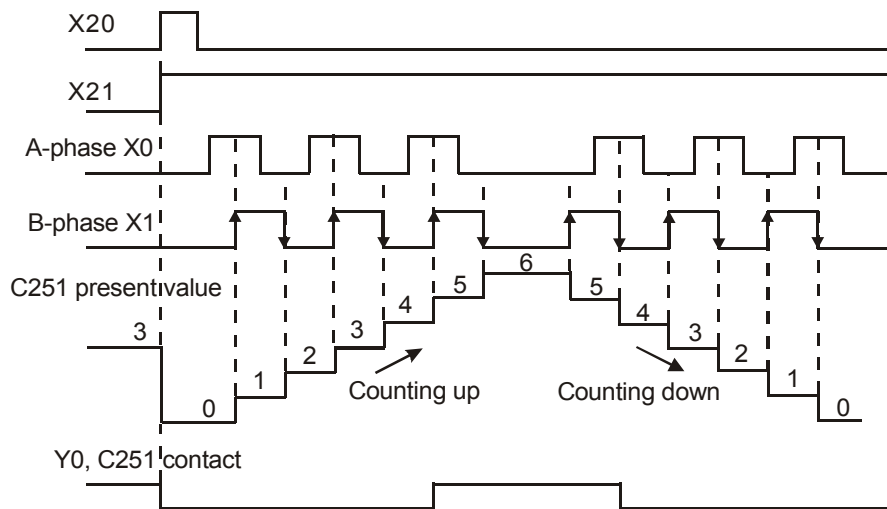 X20
X21
A-phase X0
B-phase X1
C251 present value
3
0
1
2
3
4
5
6
5
4
3
2
1
0
Counting up
Counting down
Y0, C251 contact